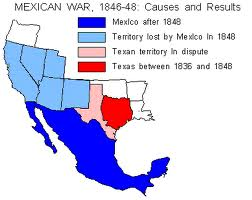 MEXICAN WAR, 1846-48: Causes and Results
Mexico after 1848
Territory lost by Mexico In 1848
Texan territory In dispute
Texas between 1836 and 1848